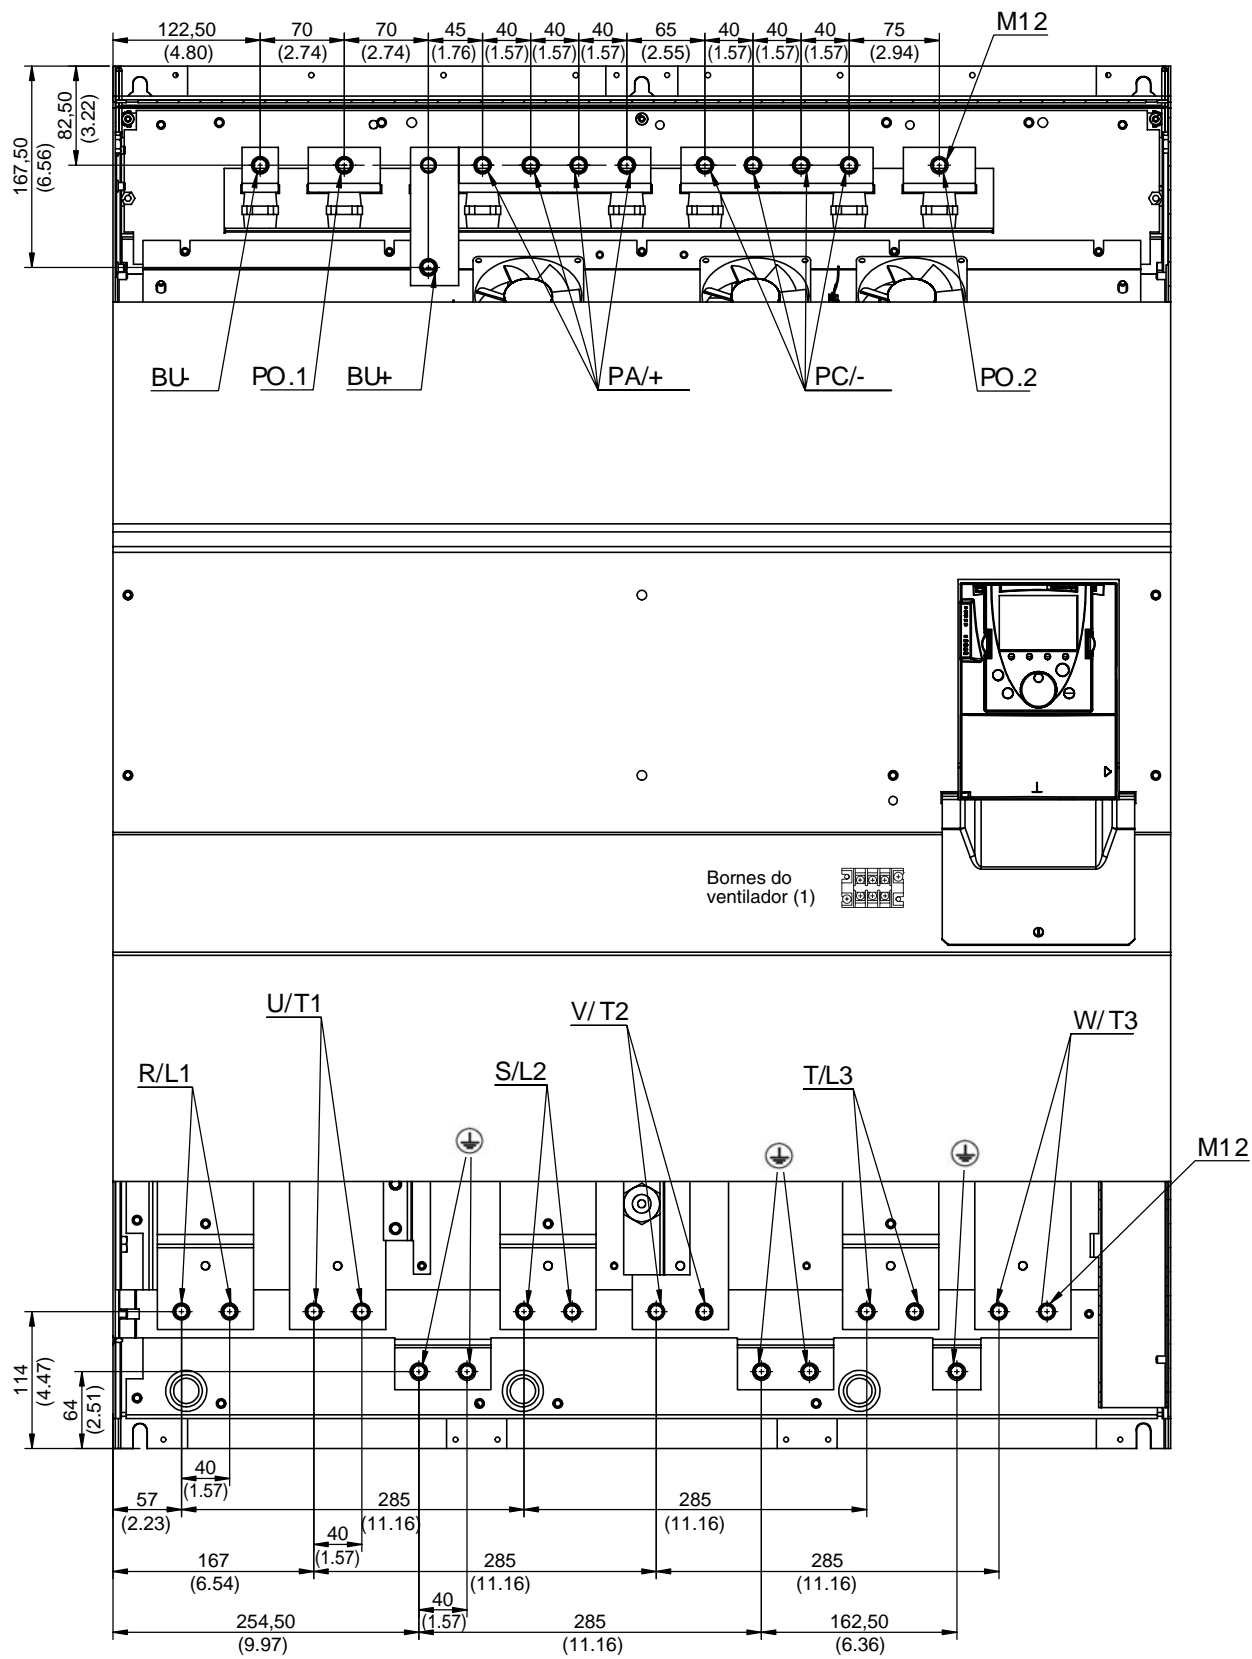 122,50 70 70 45 40 40 40 65 40 40 40 75 M12
(4.80) (2.74) (2.74) (1.76) (1.57) (1.57) (1.57) (2.55) (1.57) (1.57) (1.57) (2.94)
167,50
(6.56)
82,50
(3.22)
BU- PO.1 BU+ PA/+ PC/- PO.2
Bornes do
ventilador (1)
U/T1 V/T2 W/T3
R/L1 S/L2 T/L3
M12
114
(4.47)
64
(2.51)
40
(1.57)
57 285 285
(2.23) (11.16) (11.16)
40
(1.57)
167 285 285
(6.54) (11.16) (11.16)
40
(1.57)
254,50 285 162,50
(9.97) (11.16) (6.36)